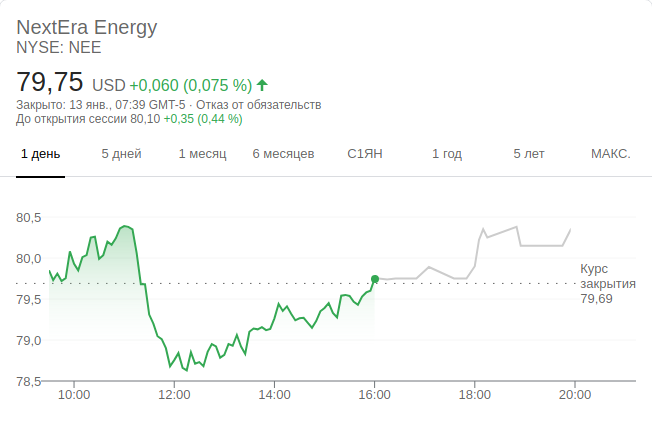 NextEra Energy
NYSE: NEE
79,75 USD +0,060 (0,075 %)
Закрыто: 13 янв., 07:39 GMT-5 · Отказ от обязательств
До открытия сессии 80,10 +0,35 (0,44 %)
1 день 5 дней 1 месяц 6 месяцев С1ЯН 1 год 5 лет МАКС.
80,5
80,0
79,5
79,0
78,5
Курс
закрытия
79,69
10:00 12:00 14:00 16:00 18:00 20:00